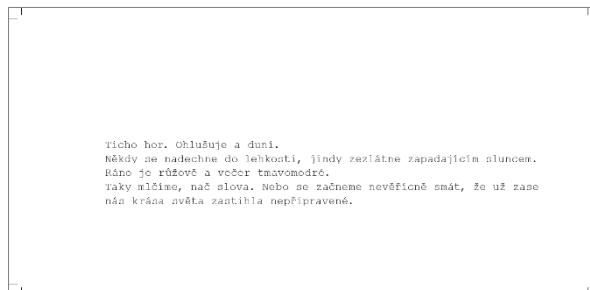 Ticho hor. Ohlušuje a duní.
Někdy se nadechne do lehkosti, jindy zezlátne zapadajícím sluncem.
Ráno je růžové a večer tmavomodré.
Taky mlčíme, nač slova. Nebo se začneme nevěřícně smát, že už zase
nás krása světa zastihla nepřipravené.